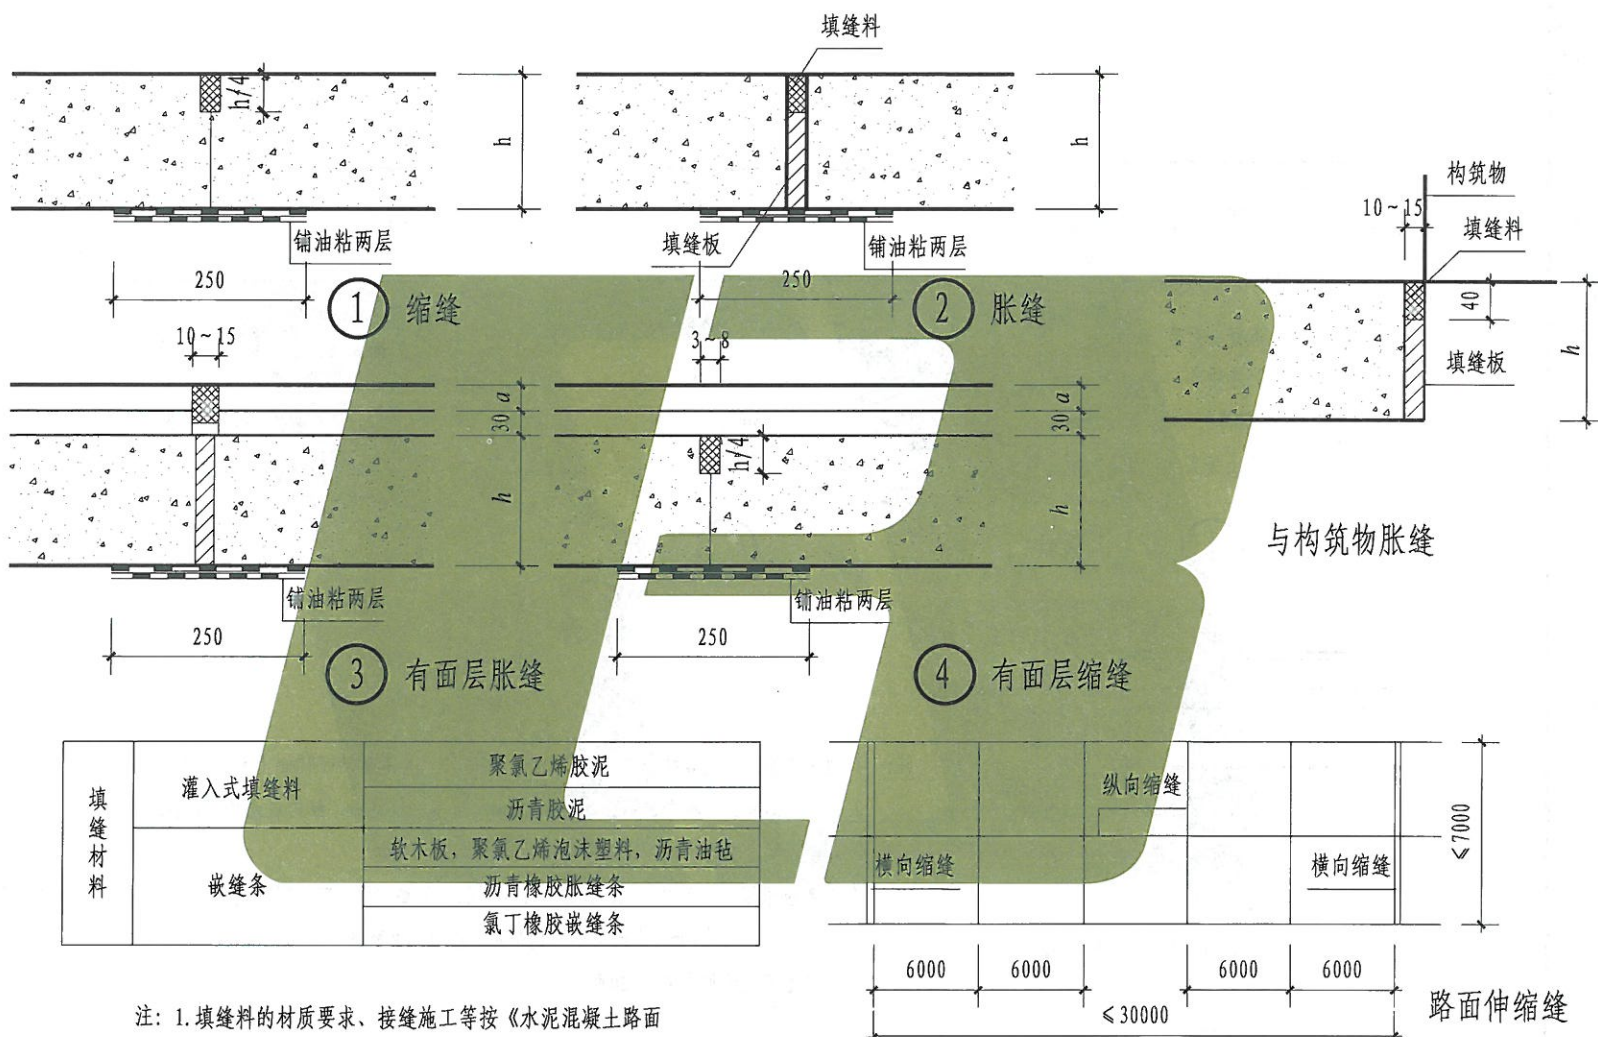 填缝料
h/4
h
h
铺油粘两层
填缝板
铺油粘两层
250
250
构筑物
10~15
填缝料
40
填缝板
h
① 缩缝
② 胀缝
与构筑物胀缝
10~15
3~8
a
30
h
a
30
h/4
h
铺油粘两层
铺油粘两层
250
250
③ 有面层胀缝
④ 有面层缩缝
填缝材料
灌入式填缝料
聚氯乙烯胶泥
沥青胶泥
嵌缝条
软木板，聚氯乙烯泡沫塑料，沥青油毡
沥青橡胶胀缝条
氯丁橡胶嵌缝条
纵向缩缝
横向缩缝
横向缩缝
≤7000
6000
6000
6000
6000
≤30000
路面伸缩缝
注：1.填缝料的材质要求、接缝施工等按《水泥混凝土路面